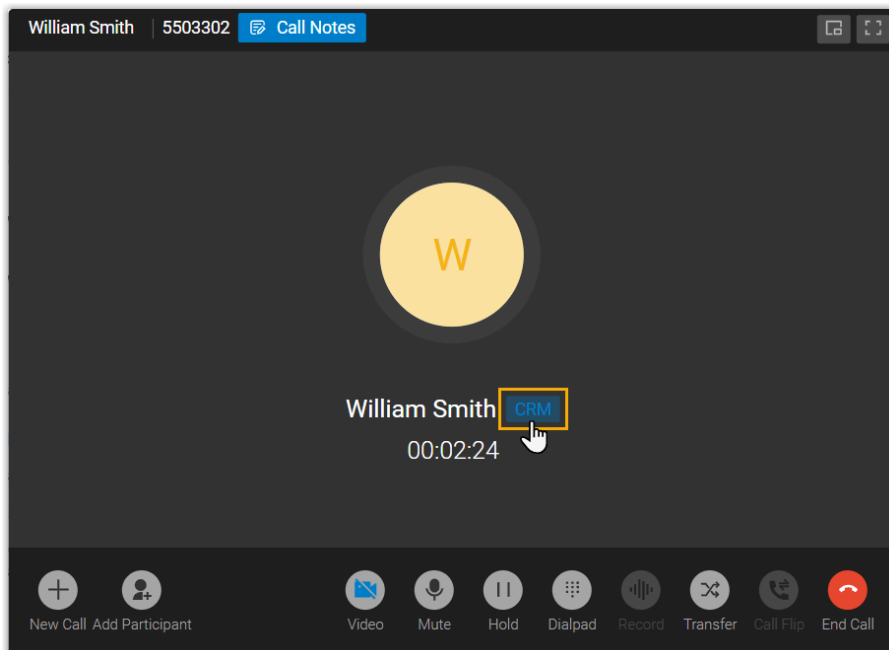 William Smith 5503302 Call Notes
W
William Smith CRM
00:02:24
New Call Add Participant Video Mute Hold Dialpad Record Transfer Call Flip End Call